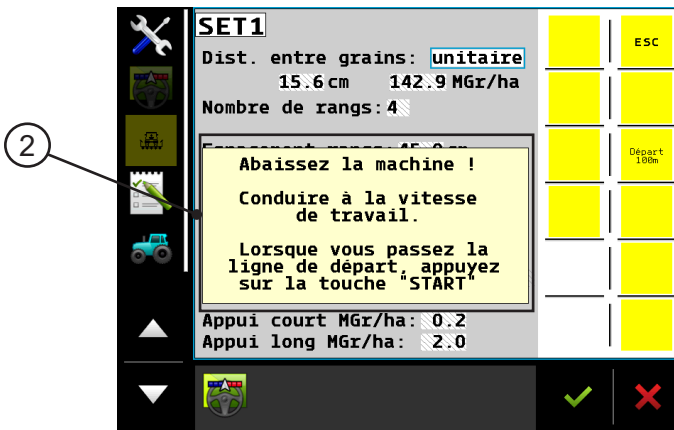 SET1
Dist. entre grains: unitaire
15.6 cm 142.9 MGr/ha
Nombre de rangs: 4
Abaissez la machine !
Conduire à la vitesse
de travail.
Lorsque vous passez la
ligne de départ, appuyez
sur la touche "START"
Appui court MGr/ha: 0.2
Appui long MGr/ha: 2.0
ESC
Départ
100m
2